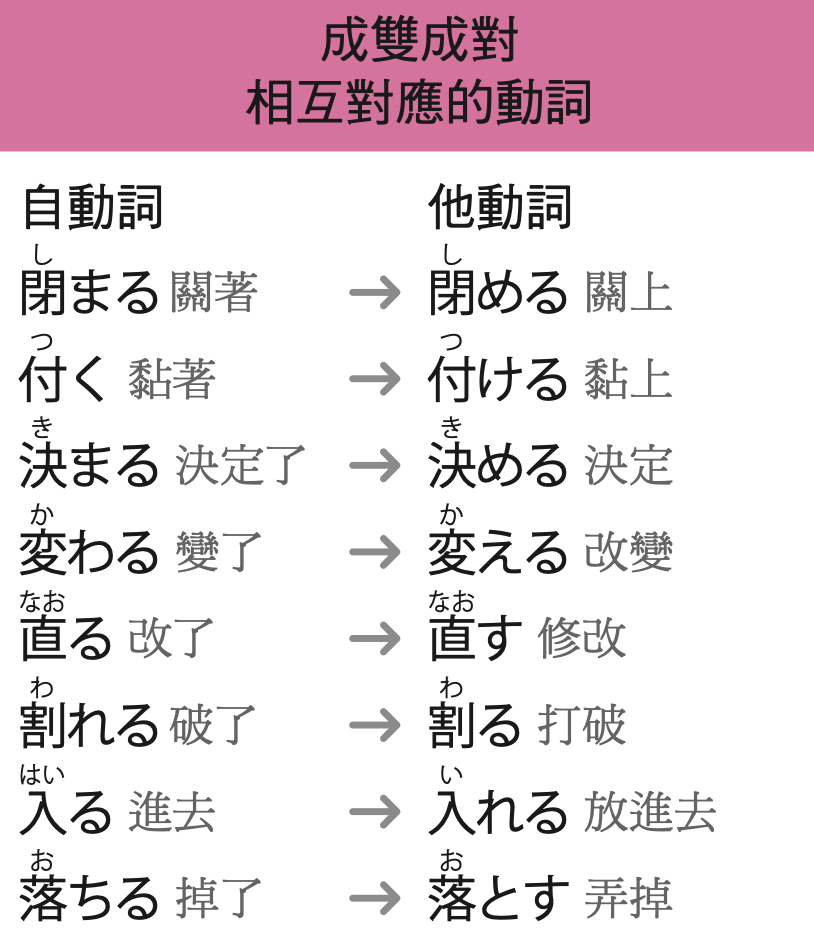 成雙成對
相互對應的動詞
自動詞 他動詞
し し
閉まる 關著 → 閉める 關上
つ つ
付く 黏著 → 付ける 黏上
き き
決まる 決定了 → 決める 決定
か か
変わる 變了 → 変える 改變
なお なお
直る 改了 → 直す 修改
わ わ
割れる 破了 → 割る 打破
はい い
入る 進去 → 入れる 放進去
お お
落ちる 掉了 → 落とす 弄掉